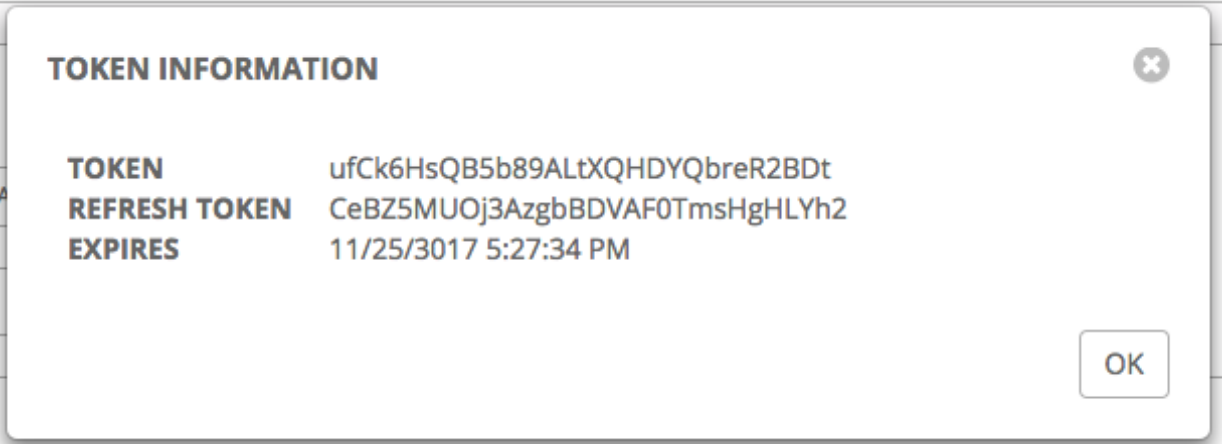 TOKEN INFORMATION
TOKEN ufCk6HsQB5b89ALtXQHDYQbreR2BDt
REFRESH TOKEN CeBZ5MUOj3AzgbBDVAF0TmsHgHLYh2
EXPIRES 11/25/3017 5:27:34 PM
OK